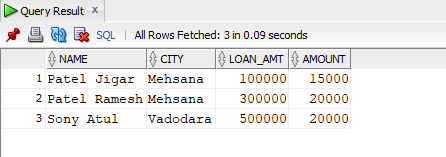 Query Result x
SQL | All Rows Fetched: 3 in 0.09 seconds
NAME CITY LOAN_AMT AMOUNT
1 Patel Jigar Mehsana 100000 15000
2 Patel Ramesh Mehsana 300000 20000
3 Sony Atul Vadodara 500000 20000